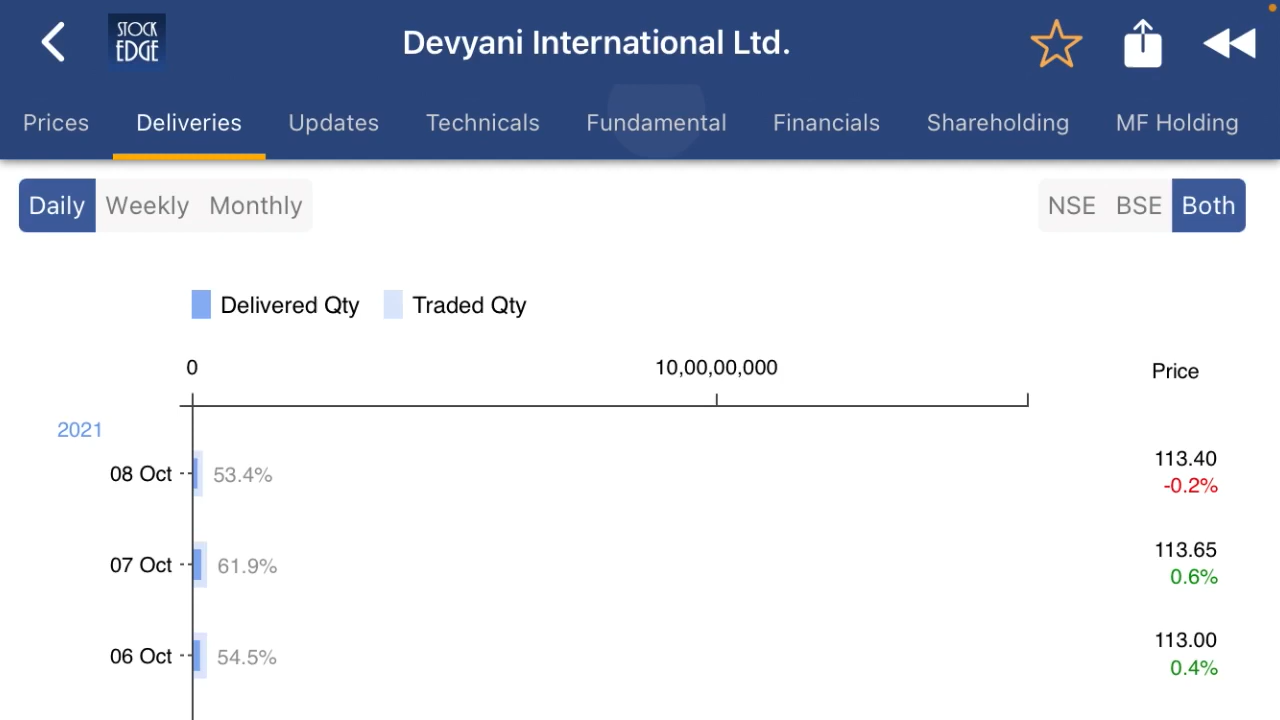 STOCK
EDGE
Devyani International Ltd.
Prices Deliveries Updates Technicals Fundamental Financials Shareholding MF Holding
Daily Weekly Monthly NSE BSE Both
Delivered Qty Traded Qty
0 10,00,00,000 Price
2021
08 Oct 53.4% 113.40
-0.2%
07 Oct 61.9% 113.65
0.6%
06 Oct 54.5% 113.00
0.4%